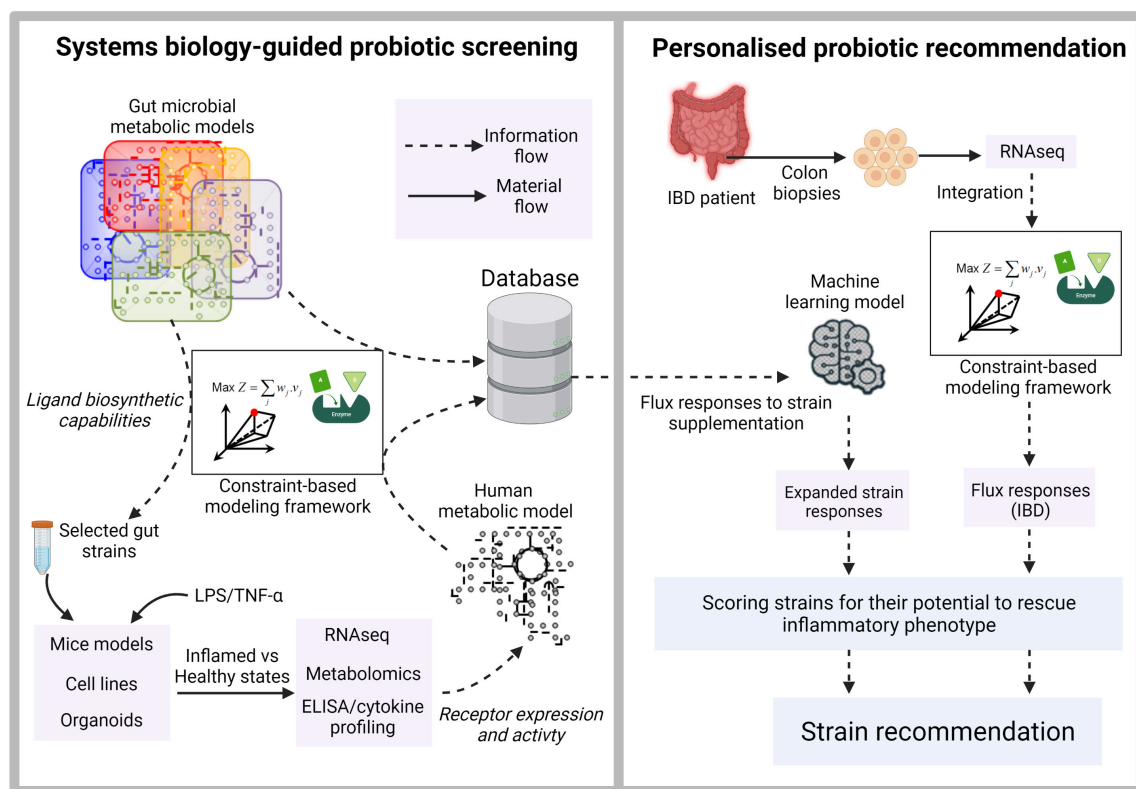 Systems biology-guided probiotic screening
Gut microbial
metabolic models
Information
flow
Material
flow
Database
Ligand biosynthetic
capabilities
Max Z = ∑ w_j.v_j
j
A
B
Enzyme
Constraint-based
modeling framework
Human
metabolic model
Selected gut
strains
LPS/TNF-α
Mice models
Cell lines
Organoids
Inflamed vs
Healthy states
RNAseq
Metabolomics
ELISA/cytokine
profiling
Receptor expression
and activty
Personalised probiotic recommendation
IBD patient
Colon
biopsies
RNAseq
Integration
Max Z = ∑ w_j.v_j
j
A
B
Enzyme
Constraint-based
modeling framework
Machine
learning model
Flux responses to strain
supplementation
Expanded strain
responses
Flux responses
(IBD)
Scoring strains for their potential to rescue
inflammatory phenotype
Strain recommendation